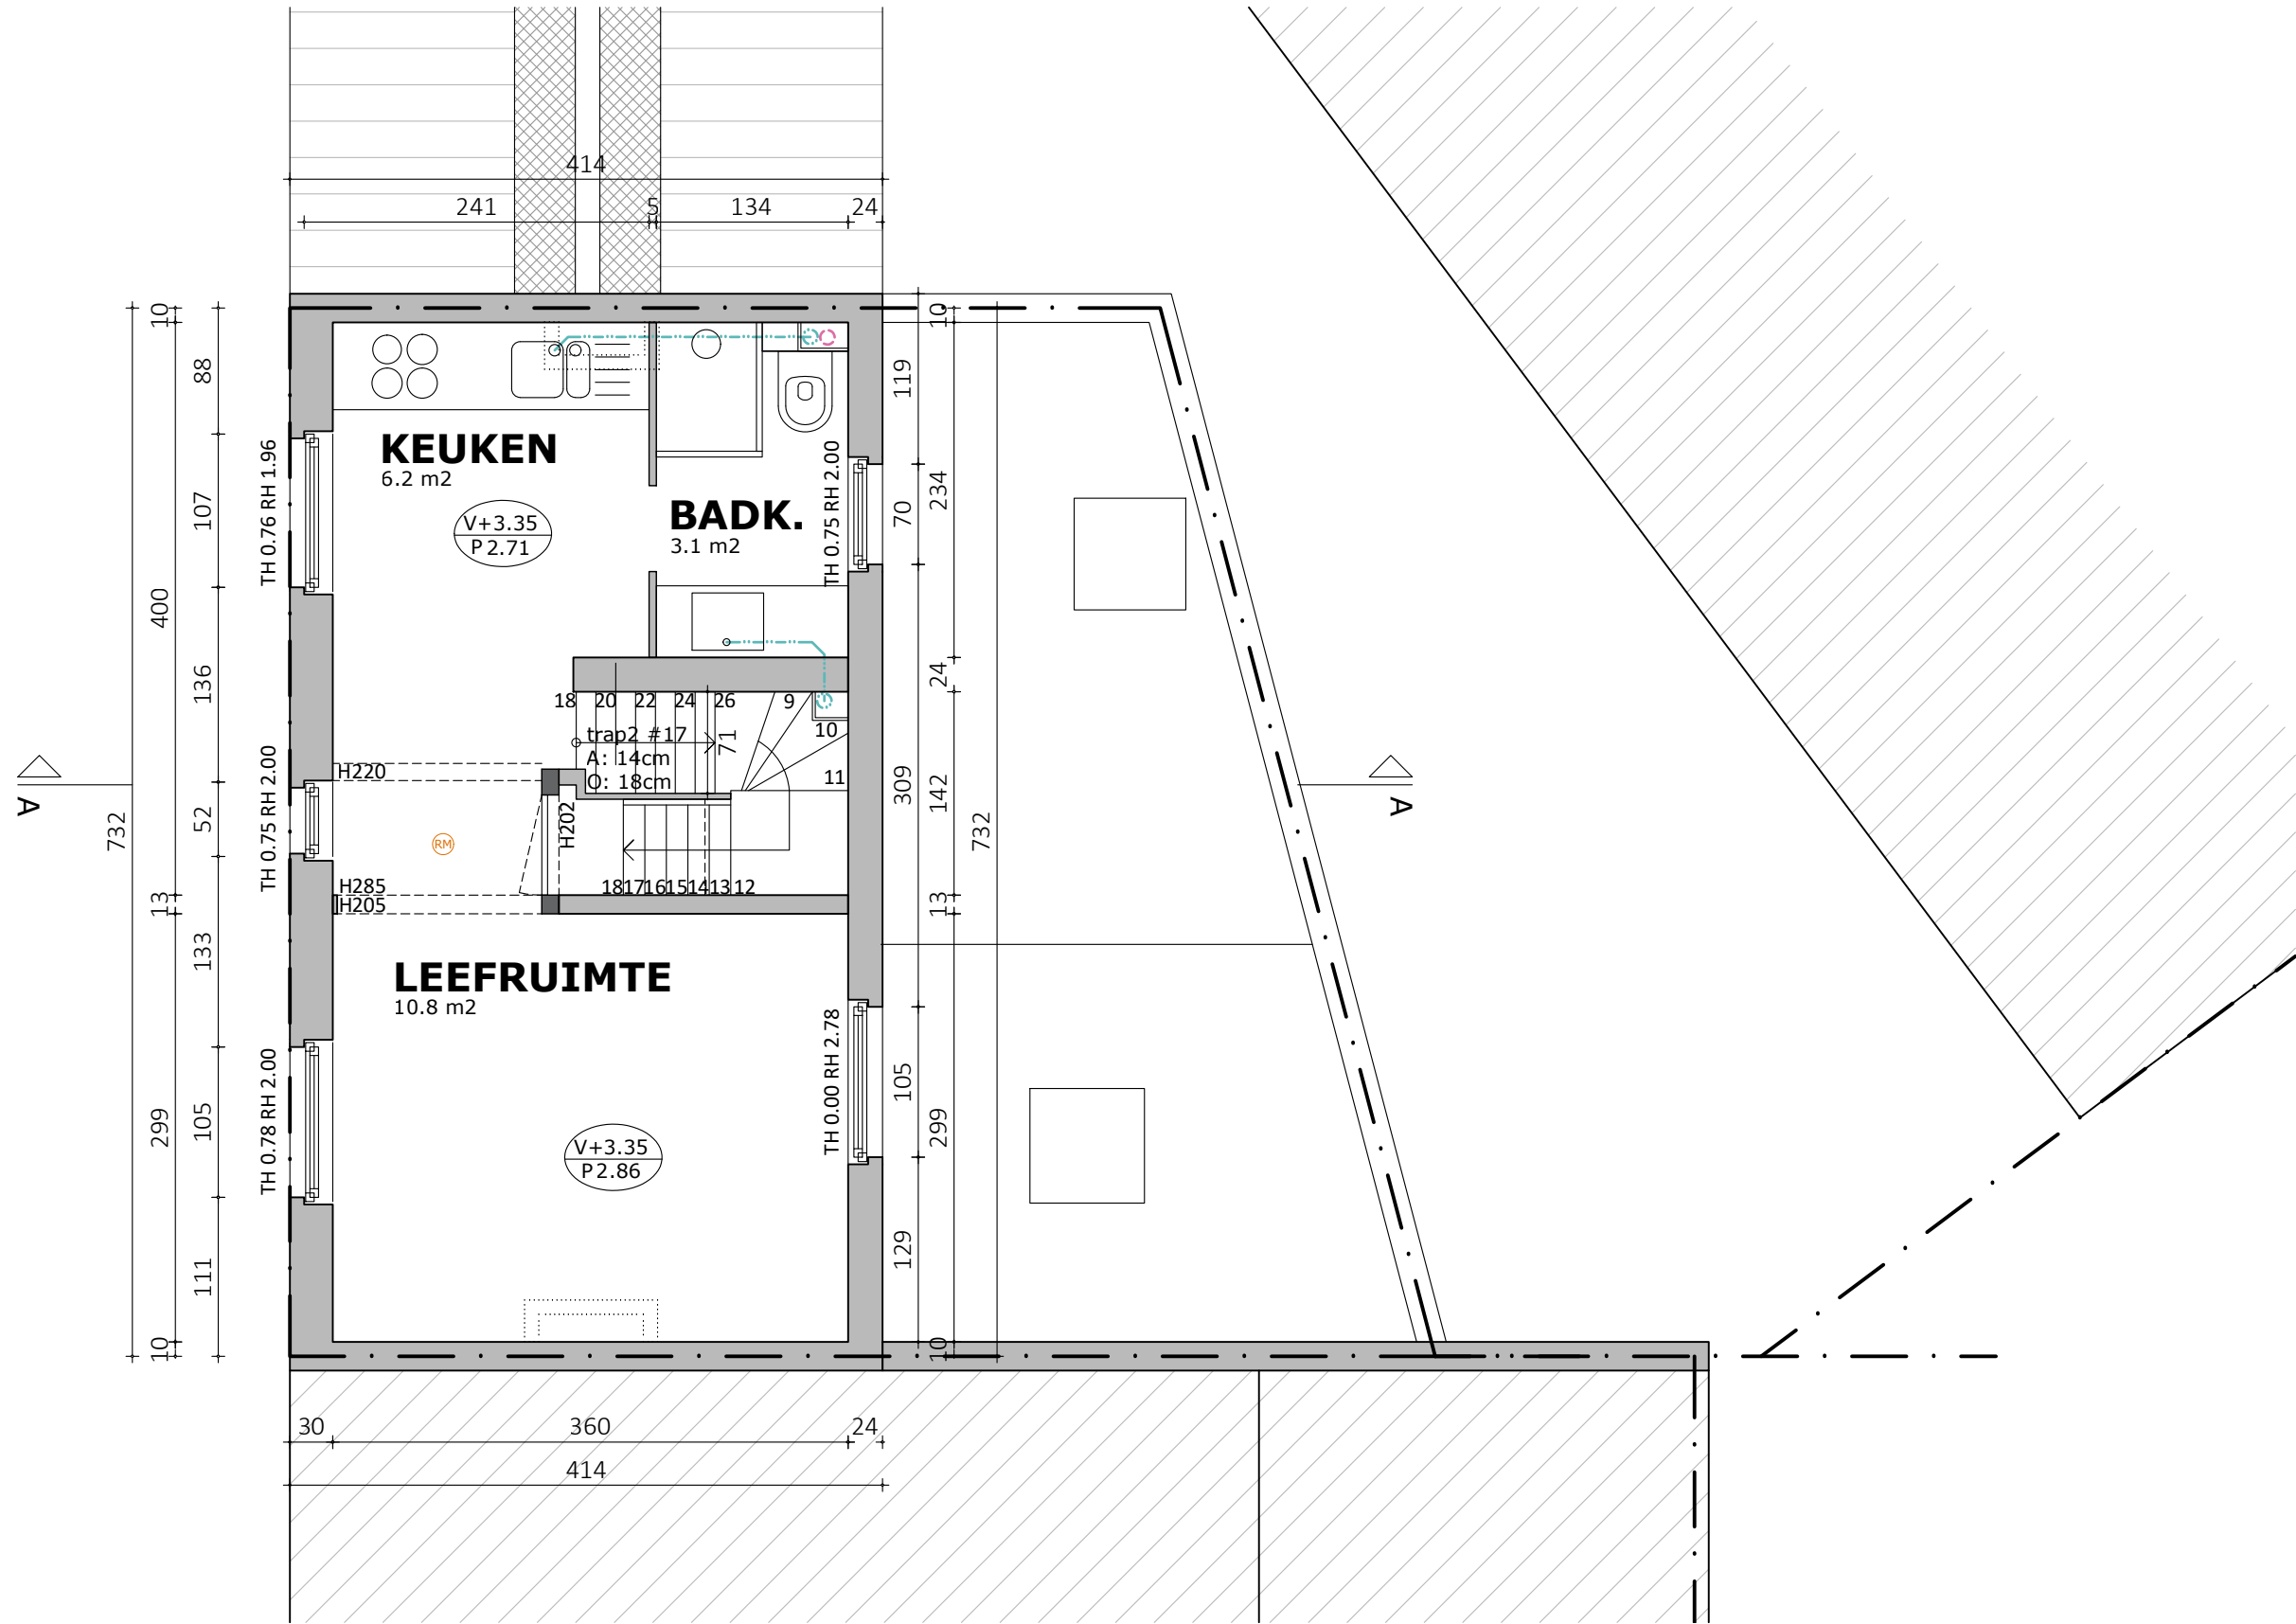 414
241 5 134 24
10
88
107
136
52
133
105
111
400
13
299
10
732
TH 0.76 RH 1.96
TH 0.75 RH 2.00
TH 0.78 RH 2.00
KEUKEN
6.2 m2
V+3.35
P 2.71
BADK.
3.1 m2
TH 0.75 RH 2.00
18 20 22 24 26
9
10
11
trap2 #17
A: 14cm
O: 18cm
71
H220
H202
RM
18 17 16 15 14 13 12
H285
H205
LEEFRUIMTE
10.8 m2
TH 0.00 RH 2.78
V+3.35
P 2.86
119
70
309
105
129
10
234
24
142
13
299
10
732
A
A
30 360 24
414